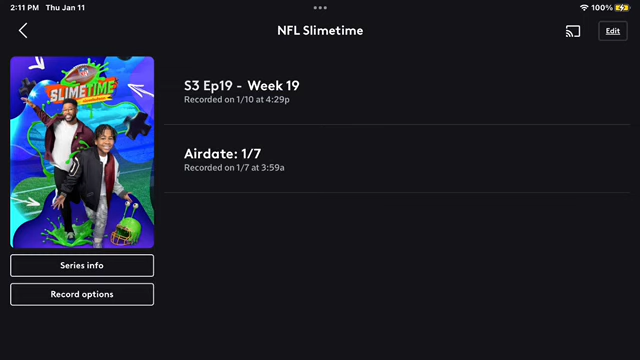 2:11 PM Thu Jan 11
100%
NFL Slimetime
Edit
SLIMETIME
S3 Ep19 - Week 19
Recorded on 1/10 at 4:29p
Airdate: 1/7
Recorded on 1/7 at 3:59a
Series info
Record options